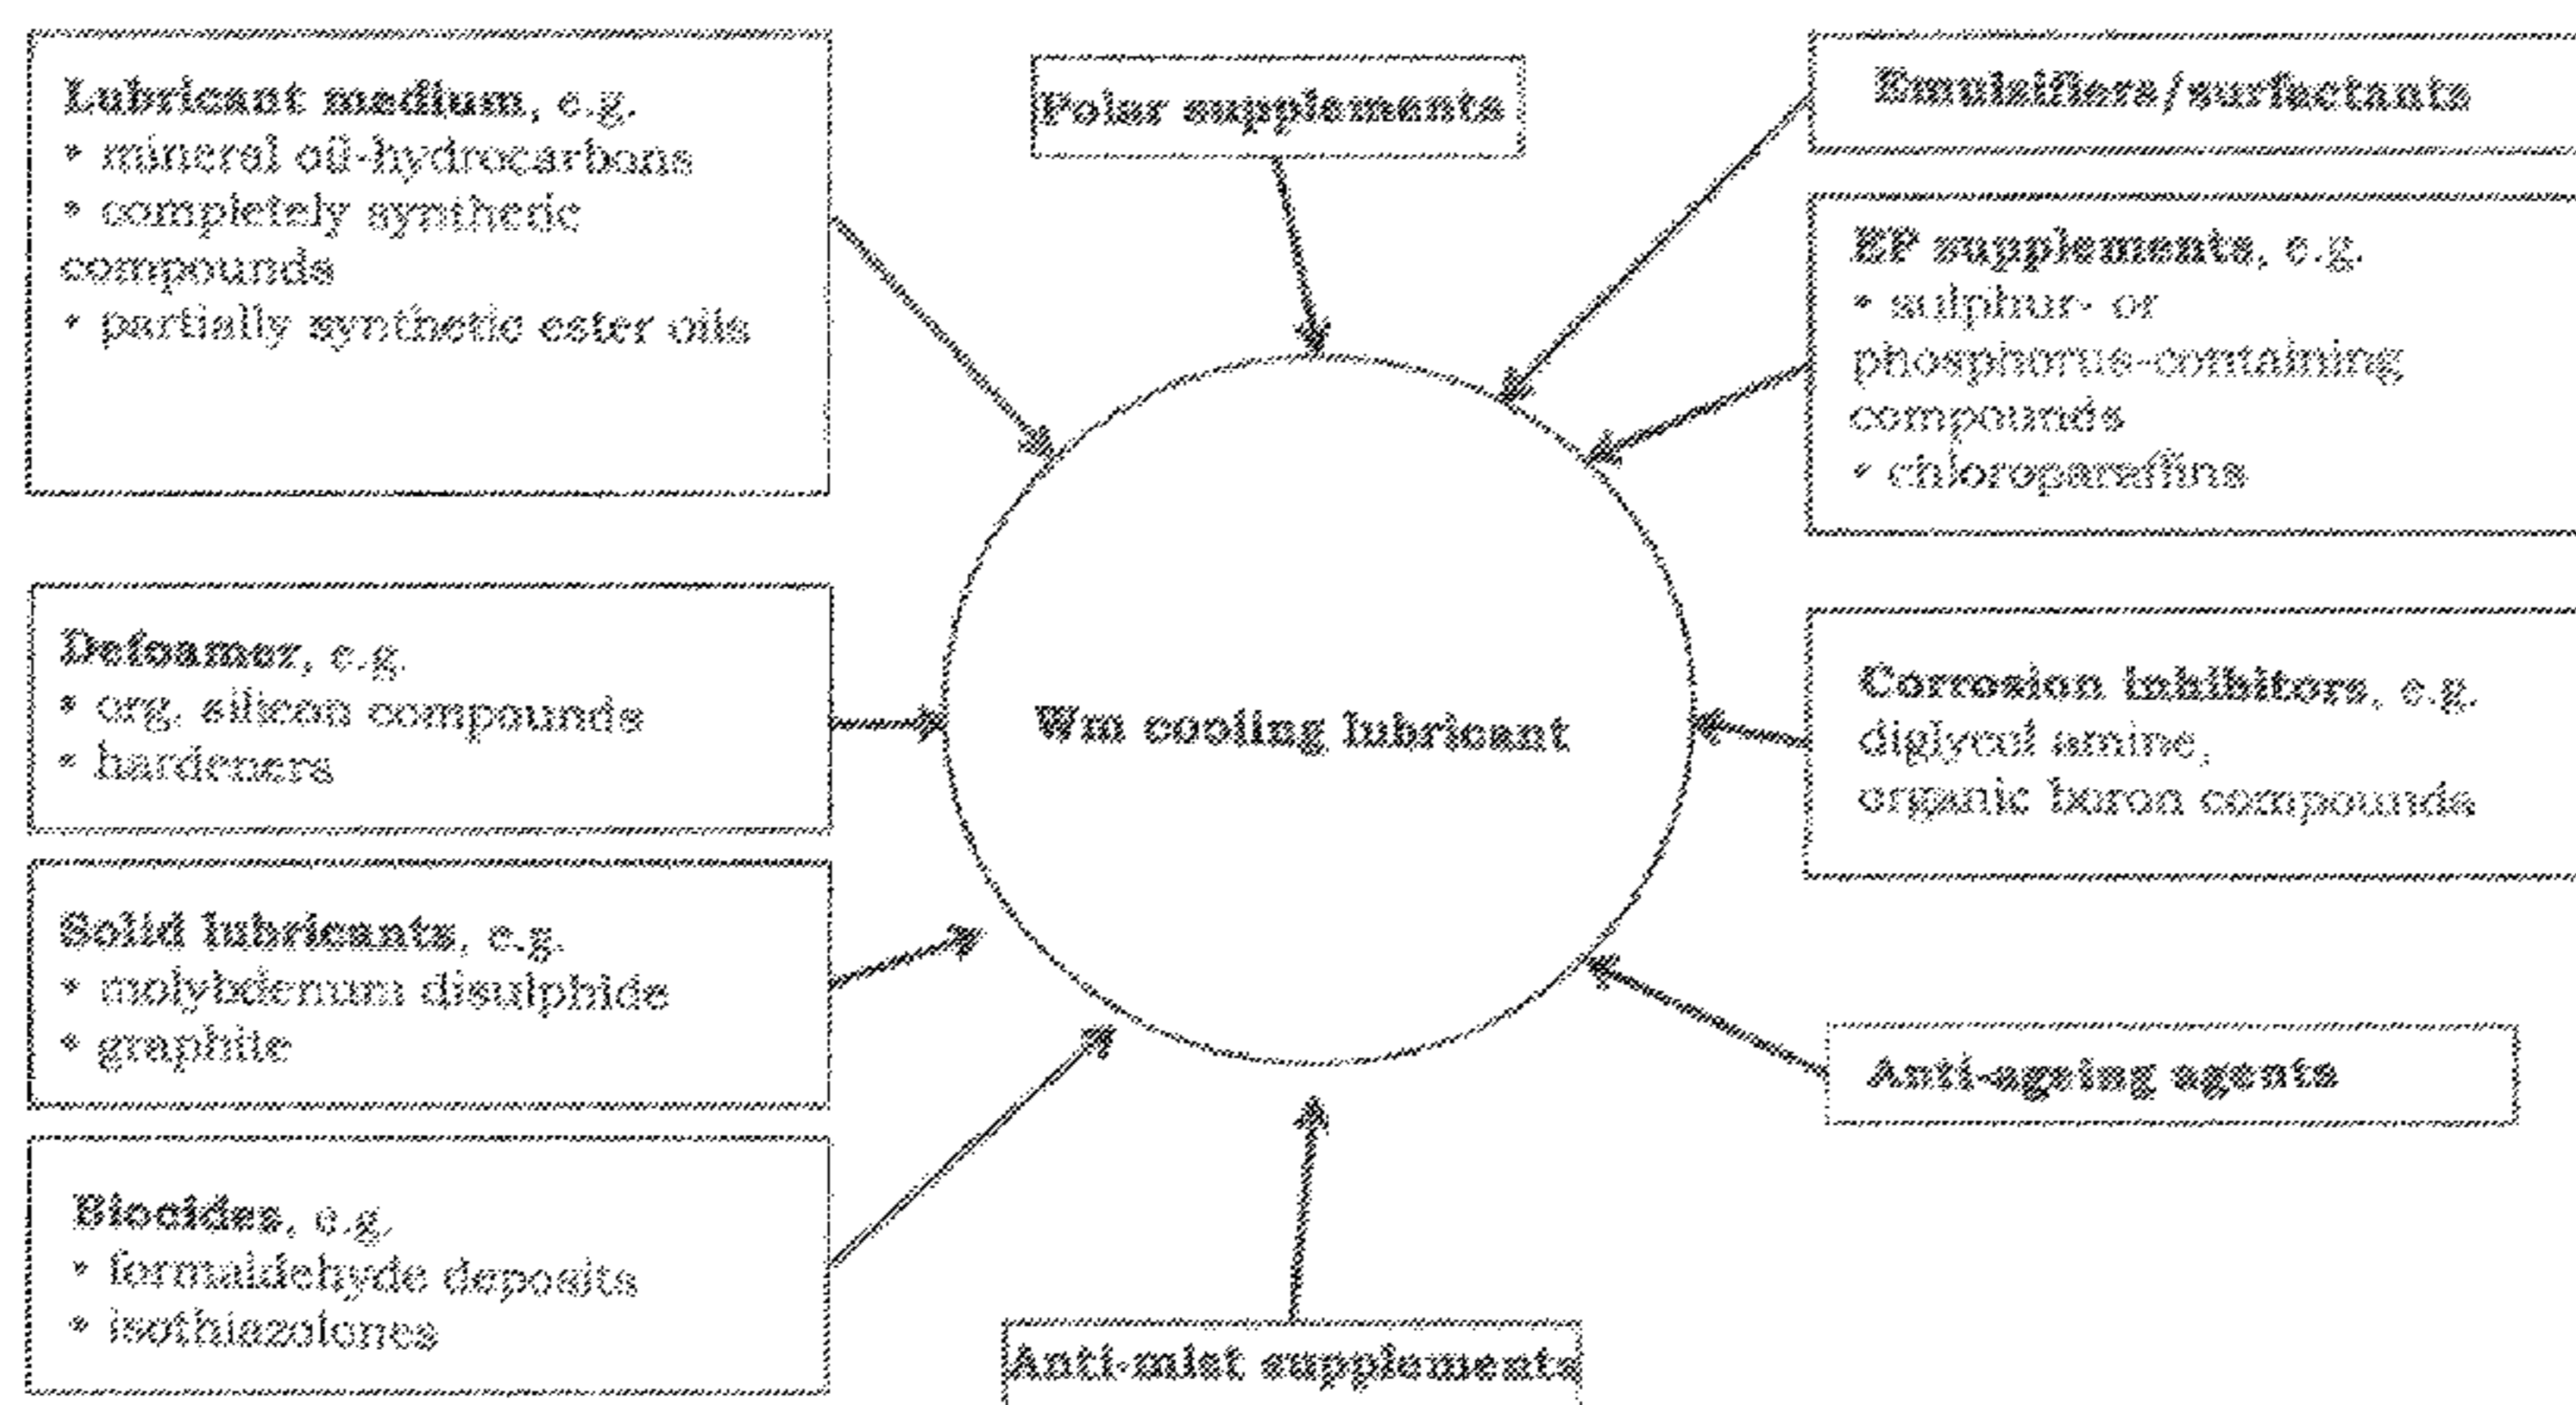 Lubricant medium, e.g.
• mineral oil-hydrocarbons
• completely synthetic
compounds
• partially synthetic ester oils
Polar supplements
Emulsifiers/surfactants
EP supplements, e.g.
• sulphur- or
phosphorus-containing
compounds
• chloroparaffins
Defoamer, e.g.
• org. silicon compounds
• hardeners
Wm cooling lubricant
Corrosion inhibitors, e.g.
diglycol amine,
organic boron compounds
Solid lubricants, e.g.
• molybdenum disulphide
• graphite
Anti-ageing agents
Biocides, e.g.
• formaldehyde deposits
• isothiazolones
Anti-mist supplements